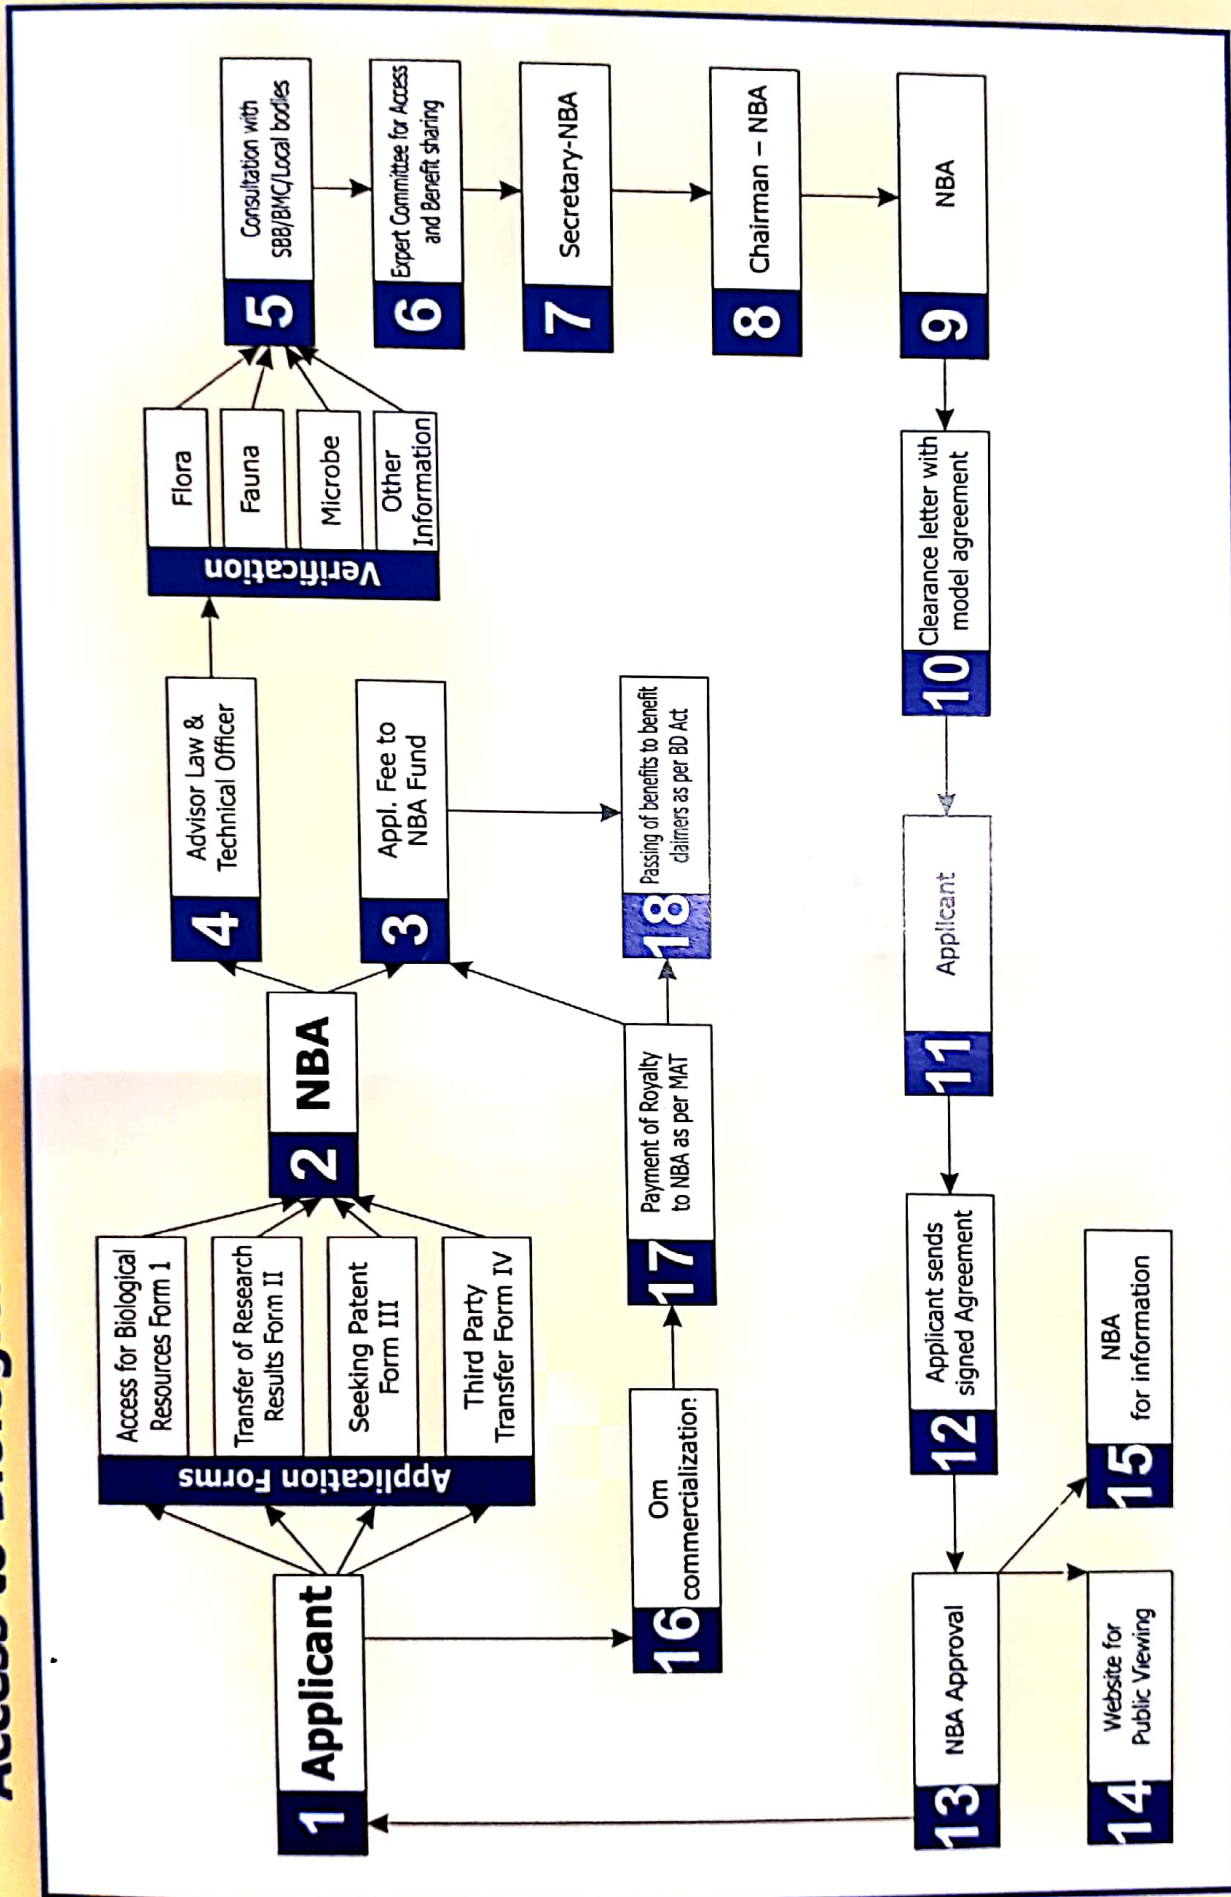 1
Applicant
Application Forms
Access for Biological
Resources Form 1
Transfer of Research
Results Form II
Seeking Patent
Form III
Third Party
Transfer Form IV
2
NBA
3
Appl. Fee to
NBA Fund
4
Advisor Law &
Technical Officer
Verification
Flora
Fauna
Microbe
Other
Information
5
Consultation with
SBB/BMC/Local bodies
6
Expert Committee for Access
and Benefit sharing
7
Secretary-NBA
8
Chairman – NBA
9
NBA
10
Clearance letter with
model agreement
11
Applicant
12
Applicant sends
signed Agreement
13
NBA Approval
14
Website for
Public Viewing
15
NBA
for information
16
Om
commercialization
17
Payment of Royalty
to NBA as per MAT
18
Passing of benefits to benefit
claimers as per BD Act